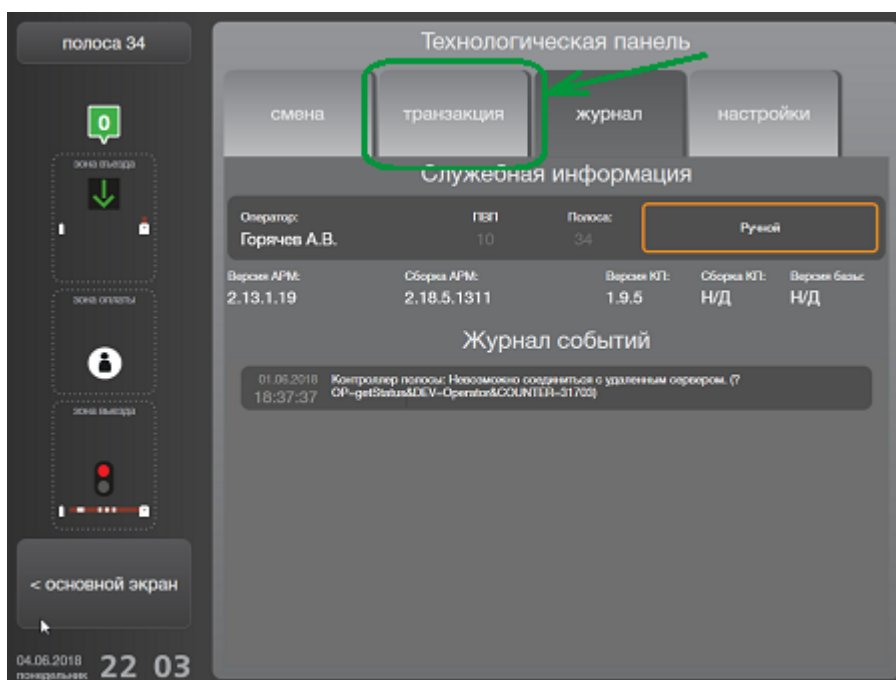 полоса 34
0
зона въезда
зона оплаты
зона выезда
< основной экран
04.06.2018
понедельник
22 03
Технологическая панель
смена
транзакция
журнал
настройки
Служебная информация
Оператор:
Горячев А.В.
ПВП
10
Полоса:
34
Ручной
Версия АРМ:
2.13.1.19
Сборка АРМ:
2.18.5.1311
Версия КП:
1.9.5
Сборка КП:
Н/Д
Версия базы:
Н/Д
Журнал событий
01.06.2018
18:37:37
Контроллер полосы: Невозможно соединиться с удаленным сервером. (?
OP=getStatus&DEV=Operator&COUNTER=31703)